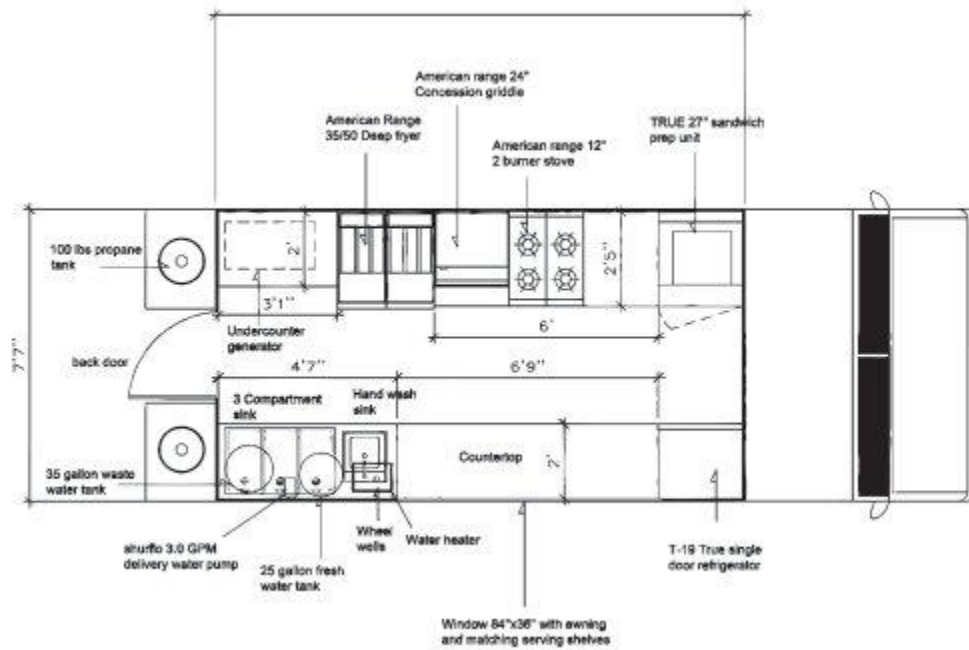 American range 24"
Concession griddle
American Range
35/50 Deep fryer
TRUE 27" sandwich
prep unit
American range 12"
2 burner stove
100 lbs propane
tank
2'
2'5"
3'1"
Undercounter
generator
6'
7'7"
back door
4'7"
6'9"
3 Compartment
sink
Hand wash
sink
Countertop
2'
35 gallon waste
water tank
shurflo 3.0 GPM
delivery water pump
25 gallon fresh
water tank
Wheel
wells
Water heater
T-19 True single
door refrigerator
Window 84"x36" with awning
and matching serving shelves